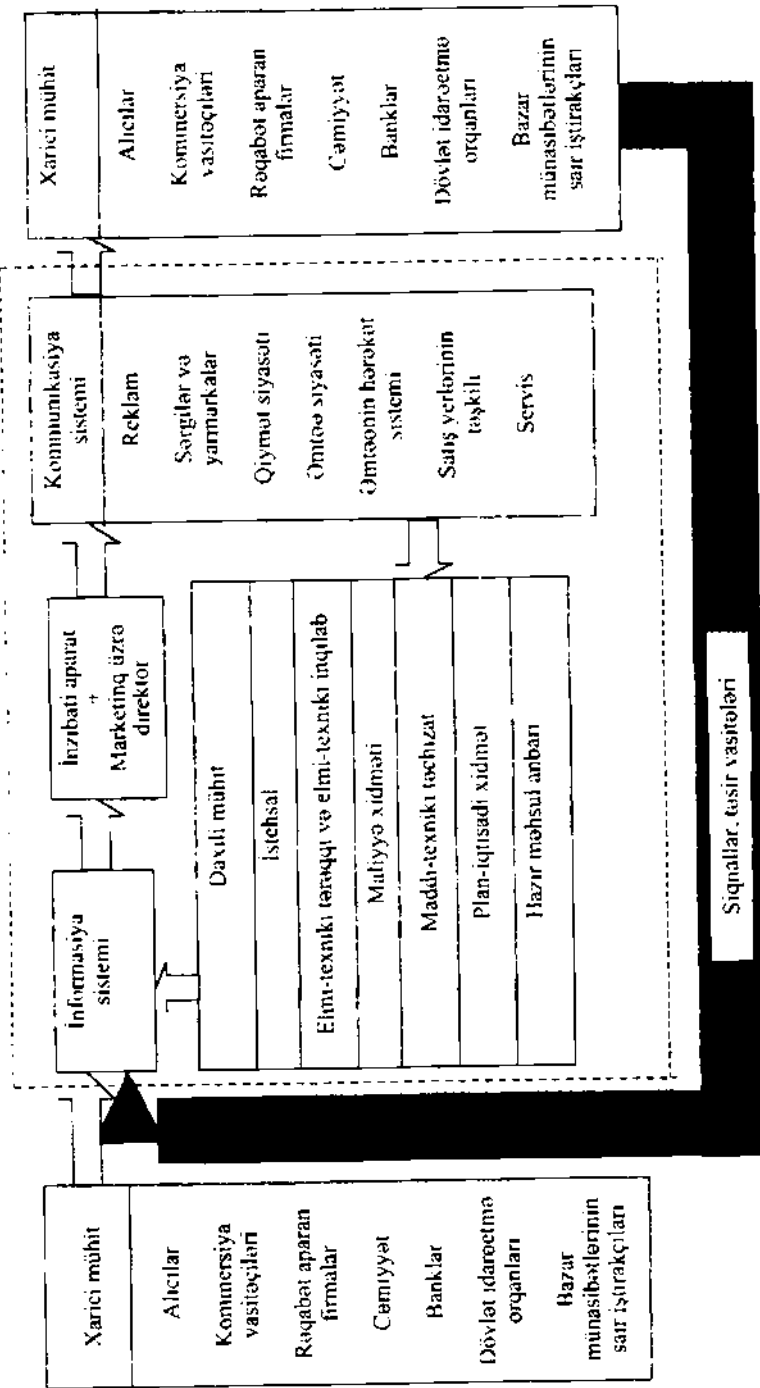 Xarici mühit
Alıcılar
Kommersiya
vasitəçiləri
Rəqabət aparan
firmalar
Cəmiyyət
Banklar
Dövlət idarəetmə
orqanları
Bazar
münasibətlərinin
sair iştirakçıları
İnformasiya
sistemi
İnzibati aparat
+
Marketinq üzrə
direktor
Daxili mühit
İstehsal
Elmi-texniki tərəqqi və elmi-texniki inqilab
Maliyyə xidməti
Maddi-texniki təchizat
Plan-iqtisadi xidmət
Hazır məhsul anbarı
Kommunikasiya
sistemi
Reklam
Sərgilər və
yarmarkalar
Qiymət siyasəti
Əmtəə siyasəti
Əmtəənin hərəkət
sistemi
Satış yerlərinin
təşkili
Servis
Xarici mühit
Alıcılar
Kommersiya
vasitəçiləri
Rəqabət aparan
firmalar
Cəmiyyət
Banklar
Dövlət idarəetmə
orqanları
Bazar
münasibətlərinin
sair iştirakçıları
Siqnallar, təsir vasitələri